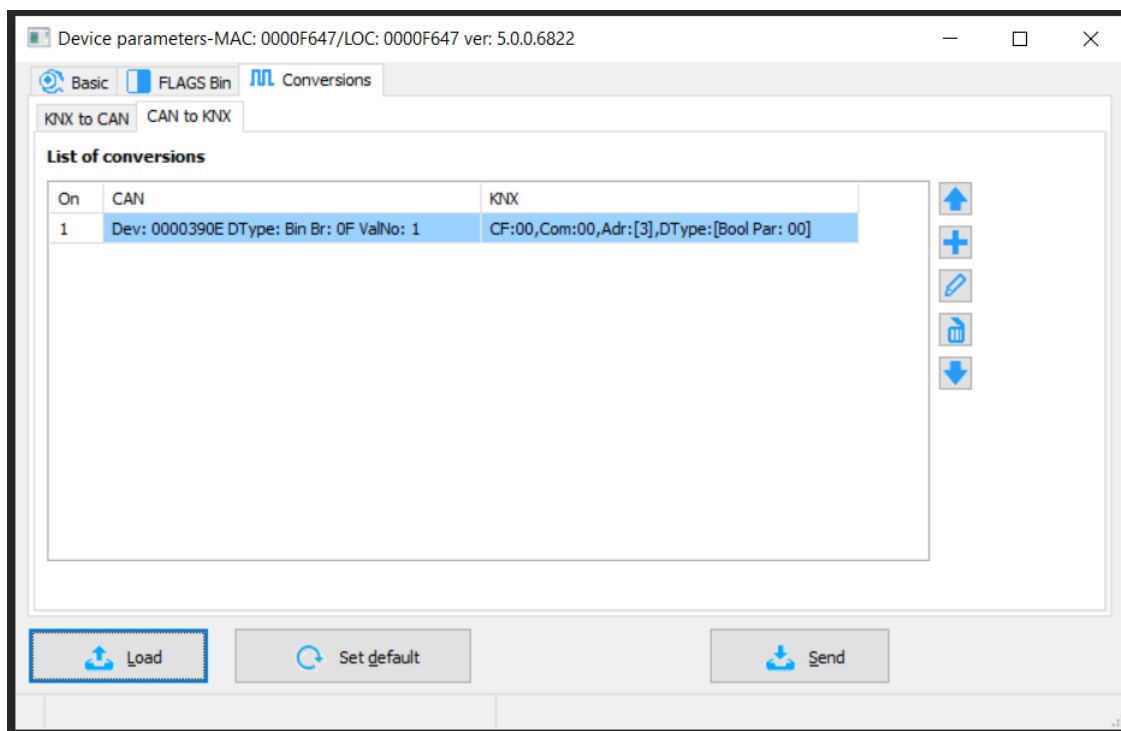 Device parameters-MAC: 0000F647/LOC: 0000F647 ver: 5.0.0.6822
Basic FLAGS Bin Conversions
KNX to CAN CAN to KNX
List of conversions
On CAN KNX
1 Dev: 0000390E DType: Bin Br: 0F ValNo: 1 CF:00,Com:00,Adr:[3],DType:[Bool Par: 00]
Load Set default Send